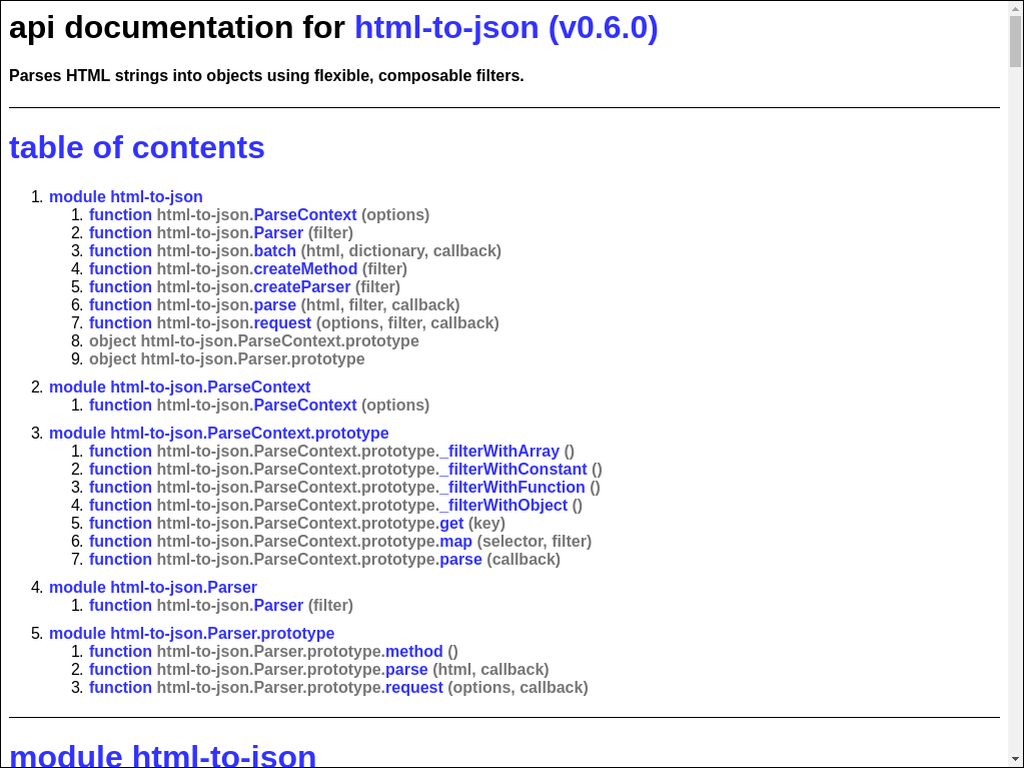 api documentation for html-to-json (v0.6.0)
Parses HTML strings into objects using flexible, composable filters.
table of contents
1. module html-to-json
1. function html-to-json.ParseContext (options)
2. function html-to-json.Parser (filter)
3. function html-to-json.batch (html, dictionary, callback)
4. function html-to-json.createMethod (filter)
5. function html-to-json.createParser (filter)
6. function html-to-json.parse (html, filter, callback)
7. function html-to-json.request (options, filter, callback)
8. object html-to-json.ParseContext.prototype
9. object html-to-json.Parser.prototype
2. module html-to-json.ParseContext
1. function html-to-json.ParseContext (options)
3. module html-to-json.ParseContext.prototype
1. function html-to-json.ParseContext.prototype._filterWithArray ()
2. function html-to-json.ParseContext.prototype._filterWithConstant ()
3. function html-to-json.ParseContext.prototype._filterWithFunction ()
4. function html-to-json.ParseContext.prototype._filterWithObject ()
5. function html-to-json.ParseContext.prototype.get (key)
6. function html-to-json.ParseContext.prototype.map (selector, filter)
7. function html-to-json.ParseContext.prototype.parse (callback)
4. module html-to-json.Parser
1. function html-to-json.Parser (filter)
5. module html-to-json.Parser.prototype
1. function html-to-json.Parser.prototype.method ()
2. function html-to-json.Parser.prototype.parse (html, callback)
3. function html-to-json.Parser.prototype.request (options, callback)
module html-to-json